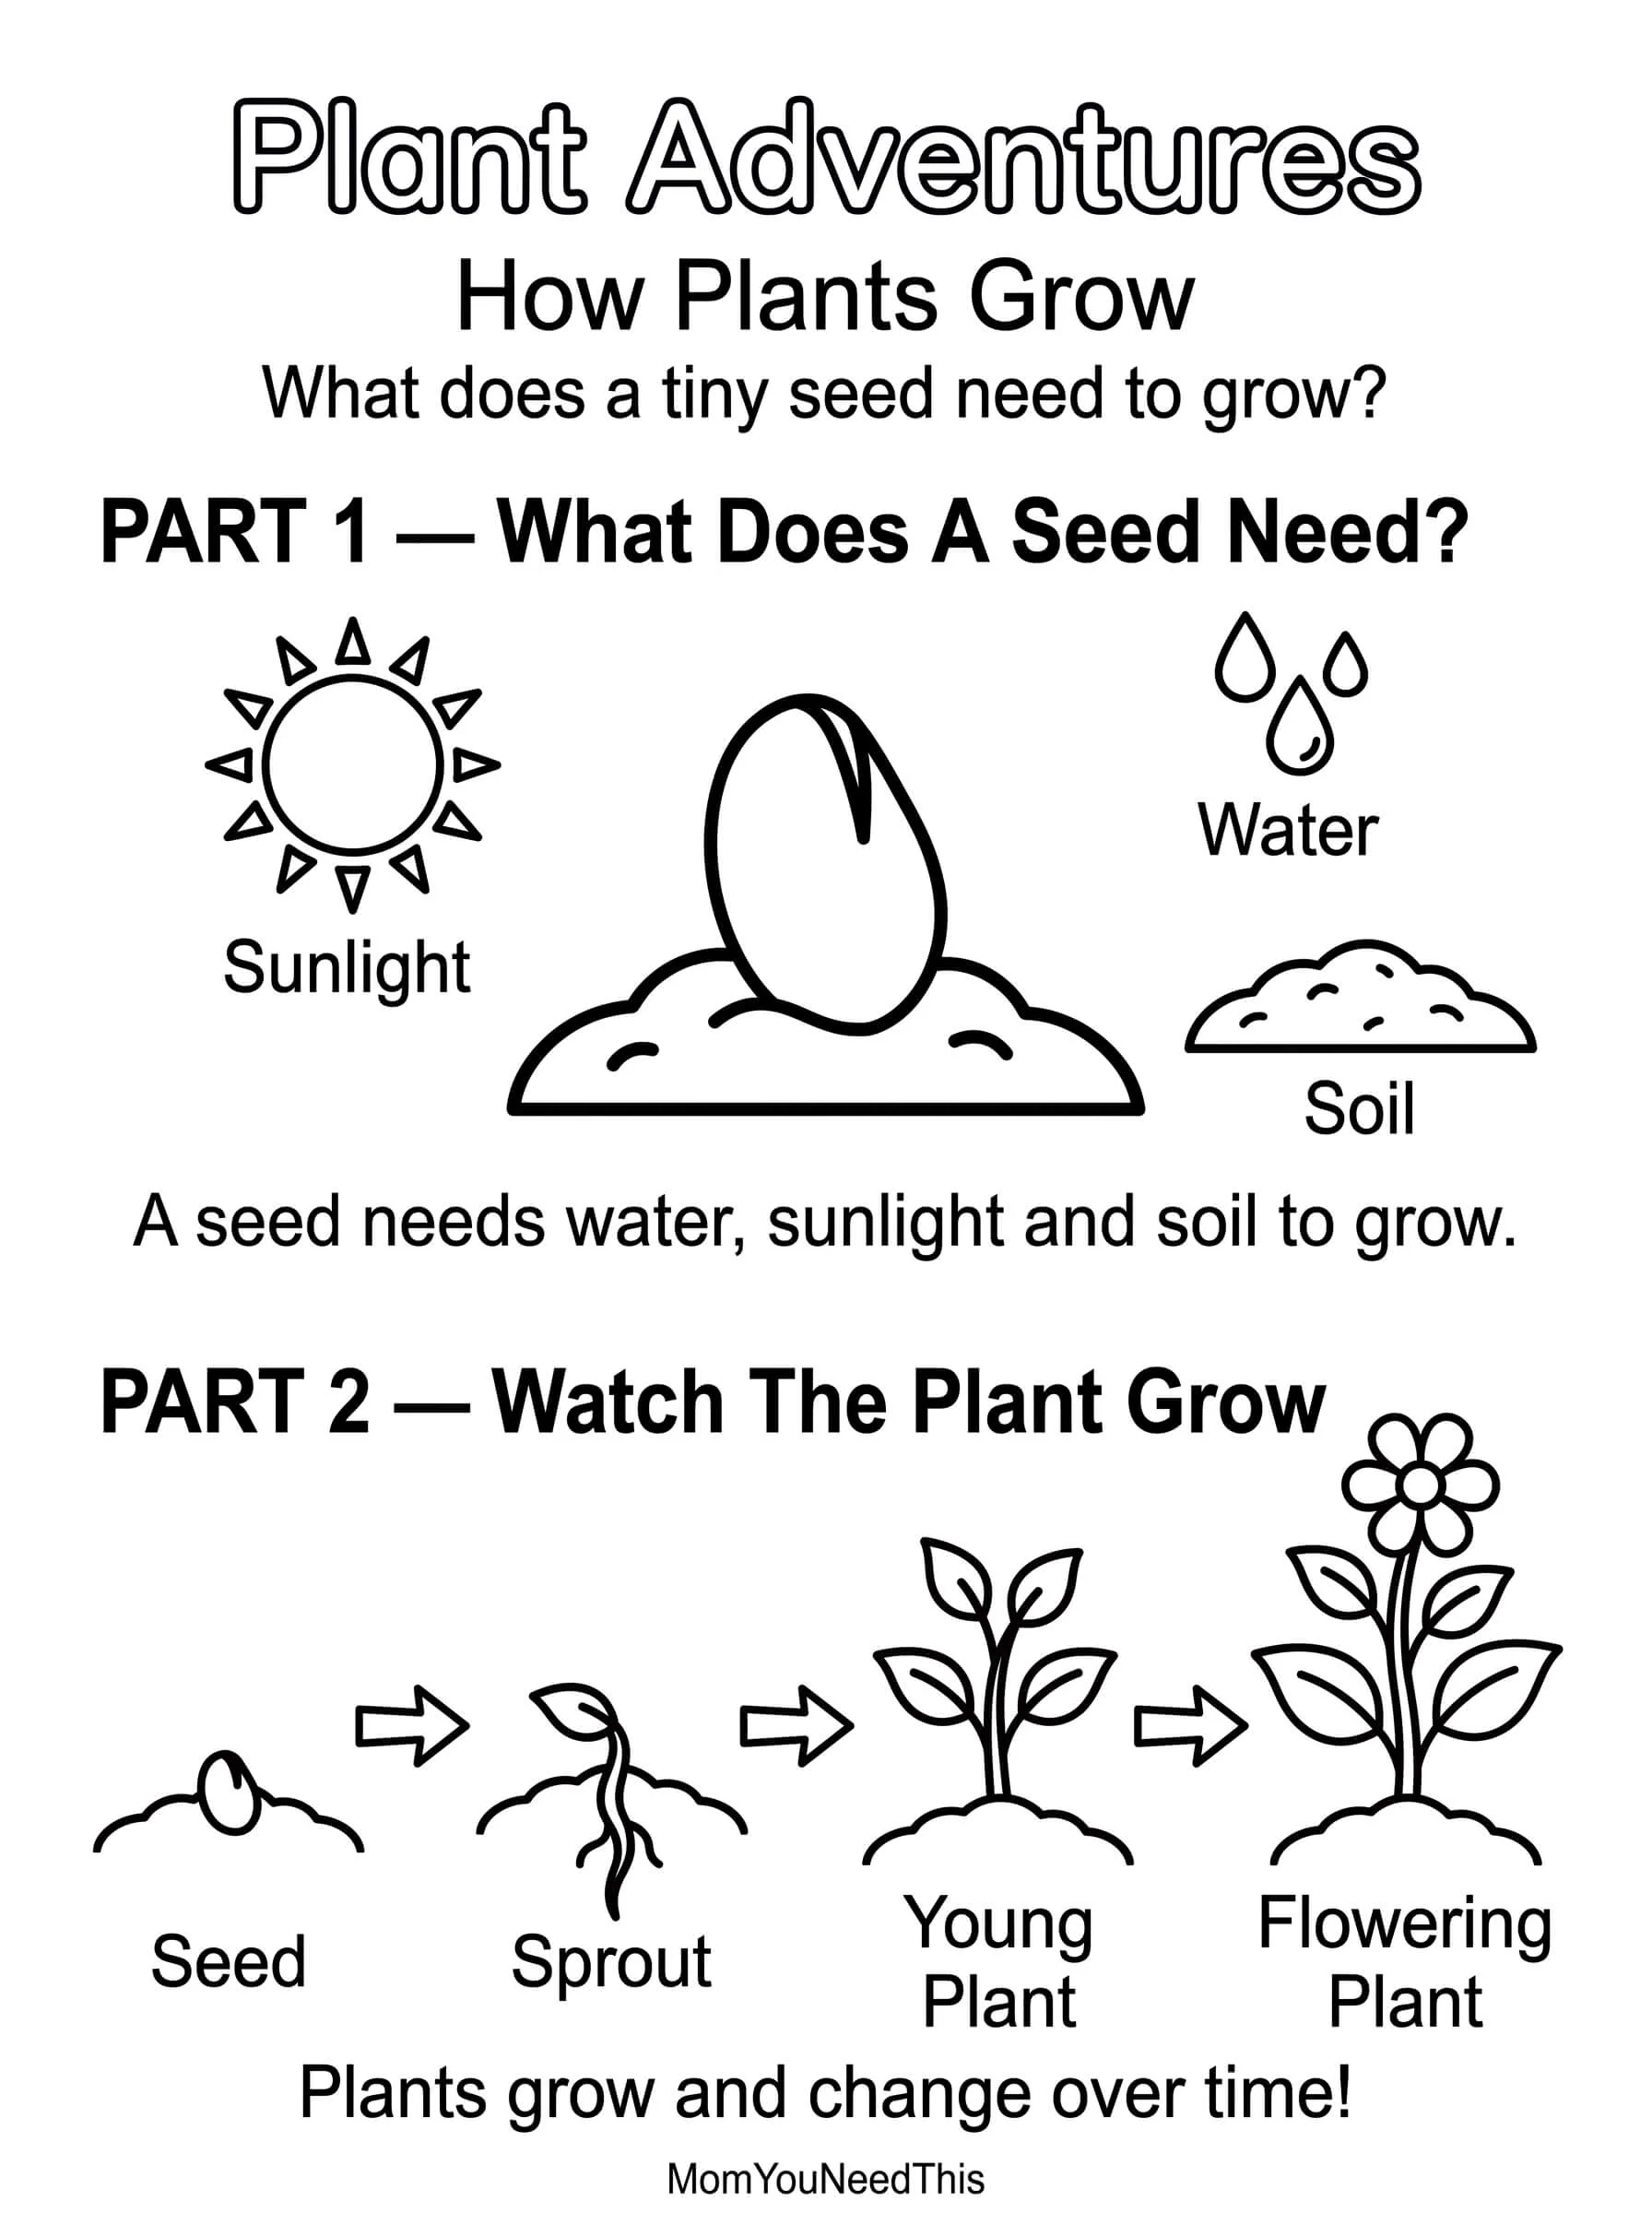 Plant Adventures
How Plants Grow
What does a tiny seed need to grow?
PART 1 — What Does A Seed Need?
Sunlight
Water
Soil
A seed needs water, sunlight and soil to grow.
PART 2 — Watch The Plant Grow
Seed
Sprout
Young
Plant
Flowering
Plant
Plants grow and change over time!
MomYouNeedThis